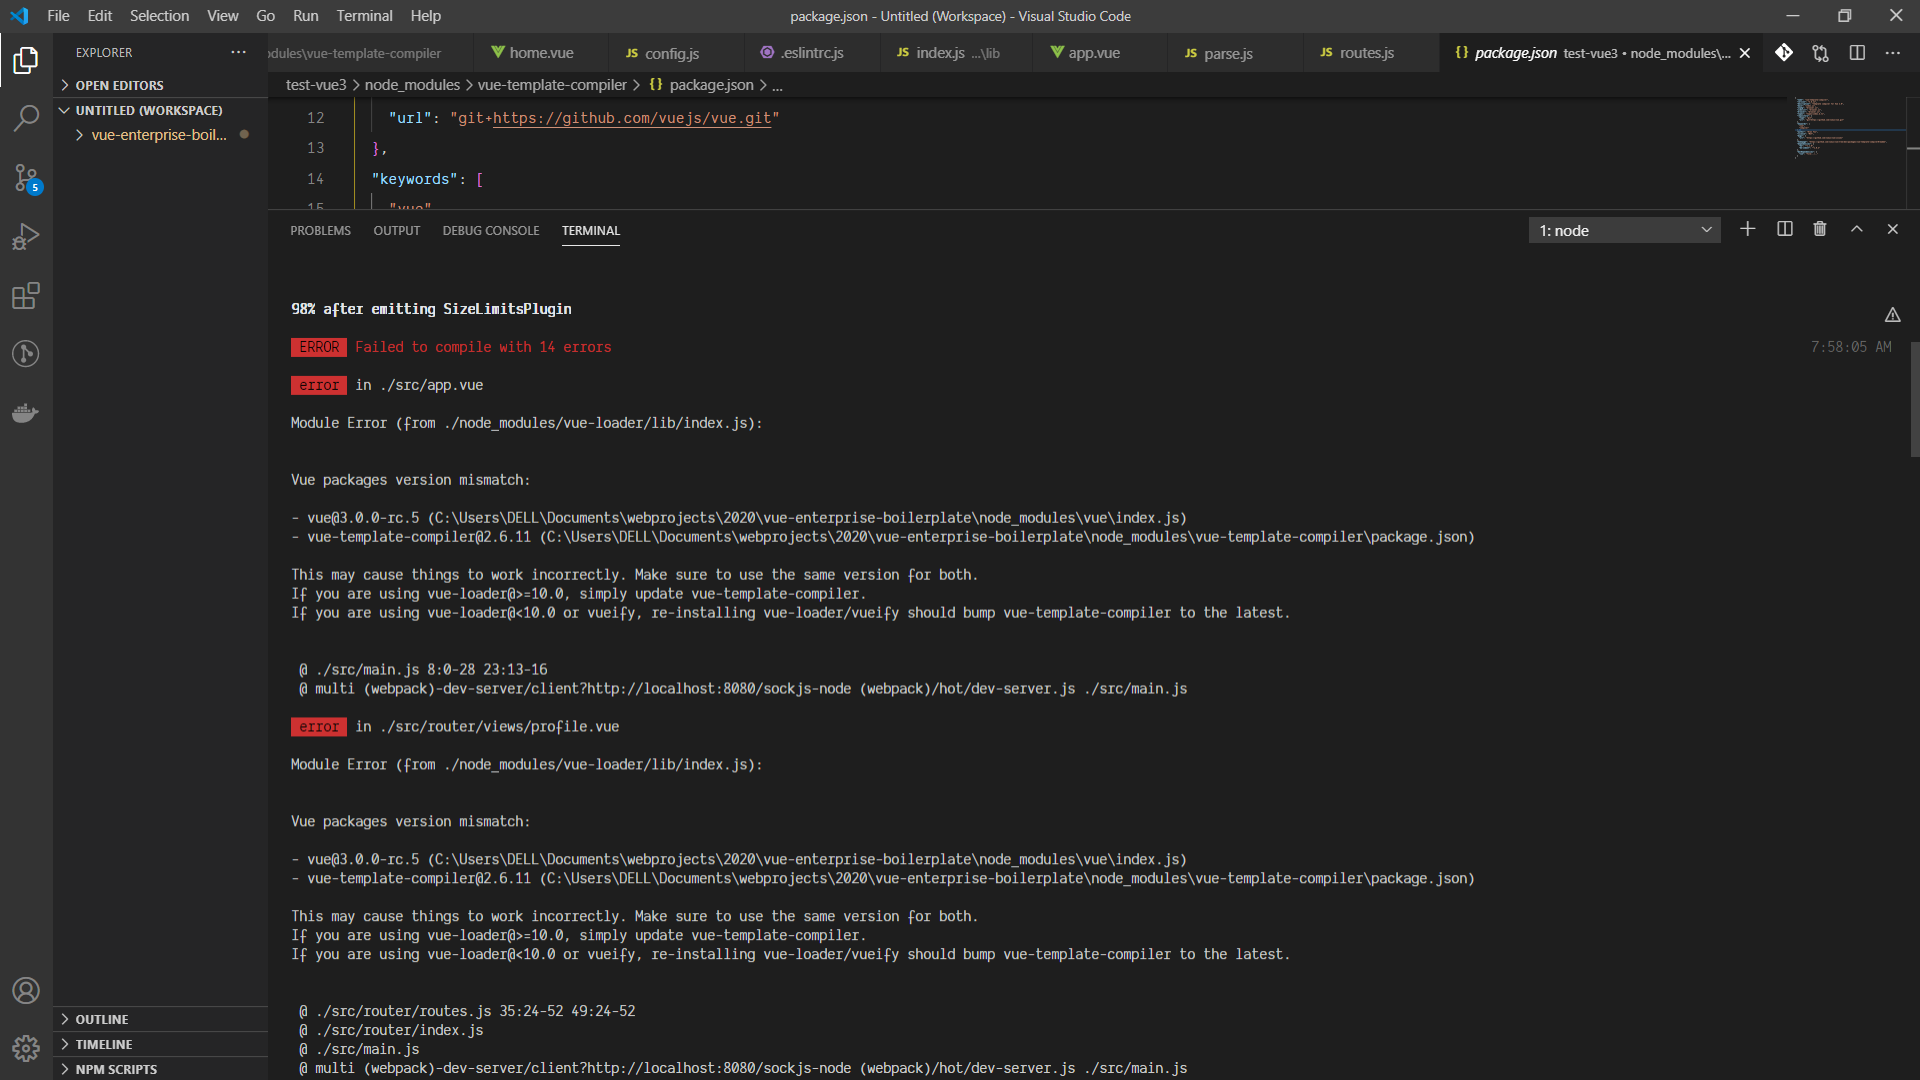 File Edit Selection View Go Run Terminal Help
package.json - Untitled (Workspace) - Visual Studio Code
EXPLORER
OPEN EDITORS
UNTITLED (WORKSPACE)
vue-enterprise-boil...
5
OUTLINE
TIMELINE
NPM SCRIPTS
\vue-template-compiler home.vue JS config.js .eslintrc.js JS index.js ...\lib app.vue JS parse.js JS routes.js {} package.json test-vue3 • node_modules\...
test-vue3 > node_modules > vue-template-compiler > {} package.json > ...
12 "url": "git+https://github.com/vuejs/vue.git"
13 },
14 "keywords": [
15 "vue"
PROBLEMS OUTPUT DEBUG CONSOLE TERMINAL 1: node
98% after emitting SizeLimitsPlugin
ERROR Failed to compile with 14 errors 7:58:05 AM
error in ./src/app.vue
Module Error (from ./node_modules/vue-loader/lib/index.js):
Vue packages version mismatch:
- vue@3.0.0-rc.5 (C:\Users\DELL\Documents\webprojects\2020\vue-enterprise-boilerplate\node_modules\vue\index.js)
- vue-template-compiler@2.6.11 (C:\Users\DELL\Documents\webprojects\2020\vue-enterprise-boilerplate\node_modules\vue-template-compiler\package.json)
This may cause things to work incorrectly. Make sure to use the same version for both.
If you are using vue-loader@>=10.0, simply update vue-template-compiler.
If you are using vue-loader@<10.0 or vueify, re-installing vue-loader/vueify should bump vue-template-compiler to the latest.
@ ./src/main.js 8:0-28 23:13-16
@ multi (webpack)-dev-server/client?http://localhost:8080/sockjs-node (webpack)/hot/dev-server.js ./src/main.js
error in ./src/router/views/profile.vue
Module Error (from ./node_modules/vue-loader/lib/index.js):
Vue packages version mismatch:
- vue@3.0.0-rc.5 (C:\Users\DELL\Documents\webprojects\2020\vue-enterprise-boilerplate\node_modules\vue\index.js)
- vue-template-compiler@2.6.11 (C:\Users\DELL\Documents\webprojects\2020\vue-enterprise-boilerplate\node_modules\vue-template-compiler\package.json)
This may cause things to work incorrectly. Make sure to use the same version for both.
If you are using vue-loader@>=10.0, simply update vue-template-compiler.
If you are using vue-loader@<10.0 or vueify, re-installing vue-loader/vueify should bump vue-template-compiler to the latest.
@ ./src/router/routes.js 35:24-52 49:24-52
@ ./src/router/index.js
@ ./src/main.js
@ multi (webpack)-dev-server/client?http://localhost:8080/sockjs-node (webpack)/hot/dev-server.js ./src/main.js